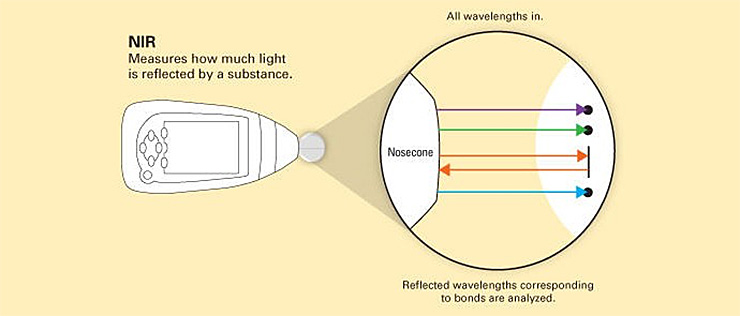 NIR
Measures how much light
is reflected by a substance.
All wavelengths in.
Nosecone
Reflected wavelengths corresponding
to bonds are analyzed.